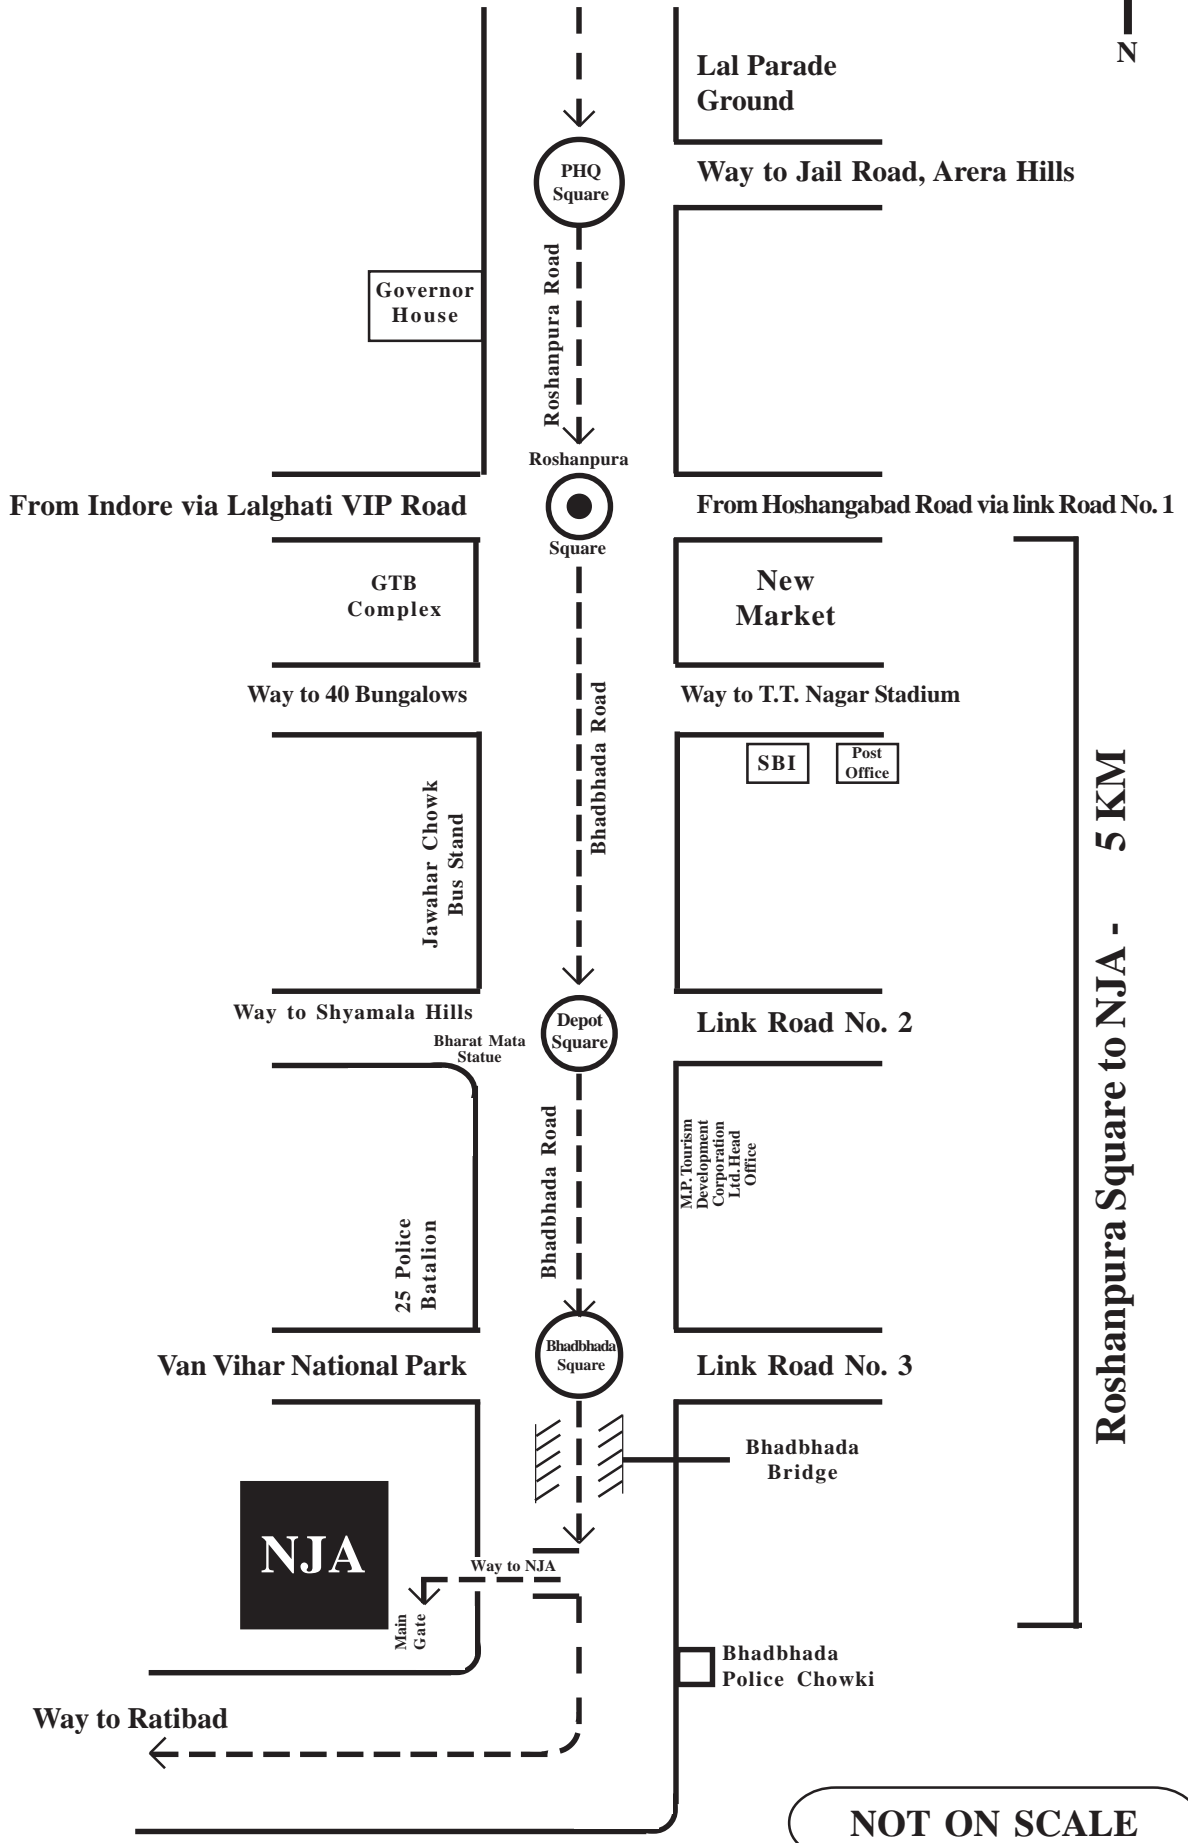 N
Lal Parade
Ground
PHQ
Square
Way to Jail Road, Arera Hills
Roshanpura Road
Governor
House
Roshanpura
From Indore via Lalghati VIP Road
From Hoshangabad Road via link Road No. 1
Square
GTB
Complex
New
Market
Way to 40 Bungalows
Way to T.T. Nagar Stadium
Bhadbhada Road
SBI
Post
Office
Jawahar Chowk
Bus Stand
Roshanpura Square to NJA - 5 KM
Way to Shyamala Hills
Depot
Square
Link Road No. 2
Bharat Mata
Statue
Bhadbhada Road
M.P. Tourism
Development
Corporation
Ltd. Head
Office
25 Police
Batalion
Van Vihar National Park
Bhadbhada
Square
Link Road No. 3
Bhadbhada
Bridge
NJA
Way to NJA
Main
Gate
Bhadbhada
Police Chowki
Way to Ratibad
NOT ON SCALE